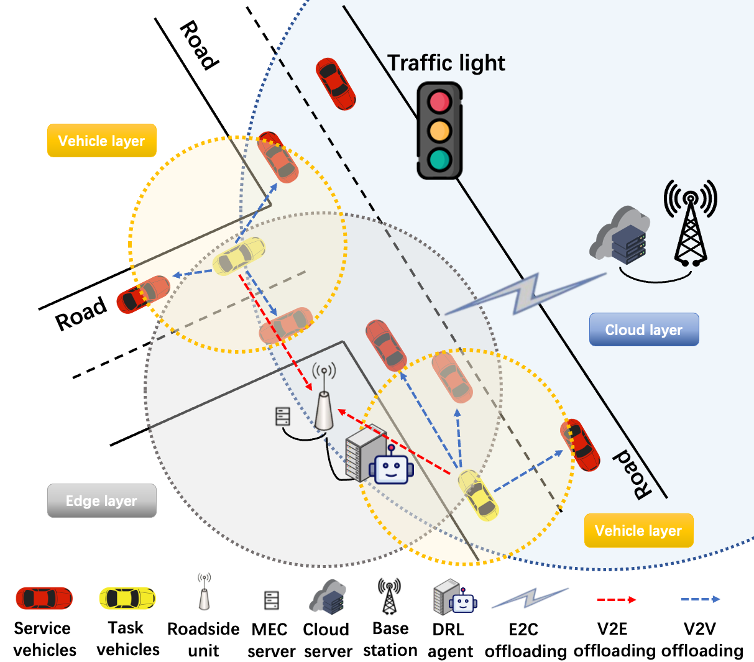 Road
Traffic light
Vehicle layer
Road
Cloud layer
Road
Edge layer
Vehicle layer
Service vehicles
Task vehicles
Roadside unit
MEC server
Cloud server
Base station
DRL agent
E2C offloading
V2E offloading
V2V offloading